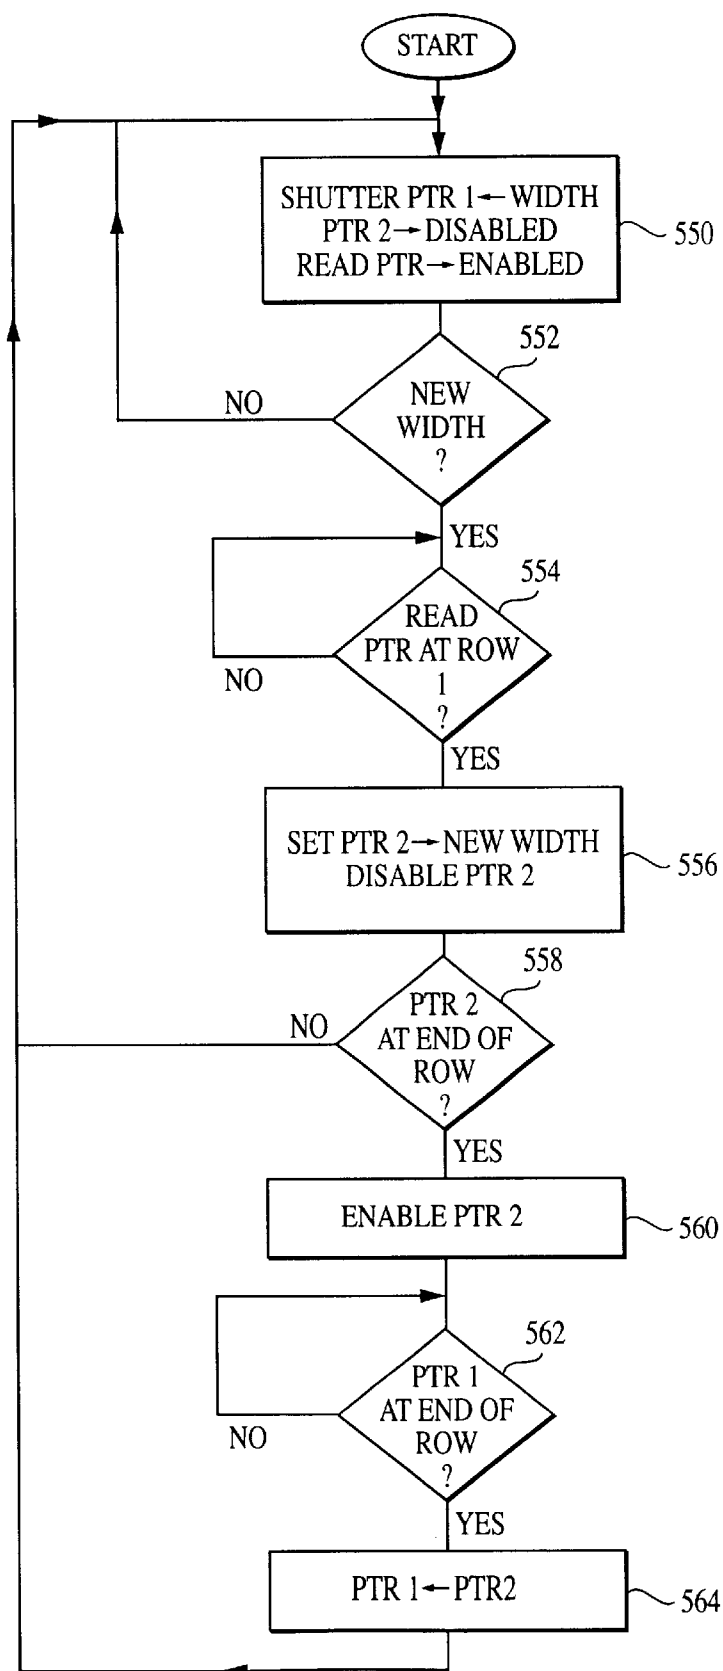 START
SHUTTER PTR 1←WIDTH
PTR 2→DISABLED
READ PTR→ENABLED
550
552
NEW
WIDTH
?
NO
YES
554
READ
PTR AT ROW
1
?
NO
YES
SET PTR 2→NEW WIDTH
DISABLE PTR 2
556
558
PTR 2
AT END OF
ROW
?
NO
YES
ENABLE PTR 2
560
562
PTR 1
AT END OF
ROW
?
NO
YES
PTR 1←PTR2
564